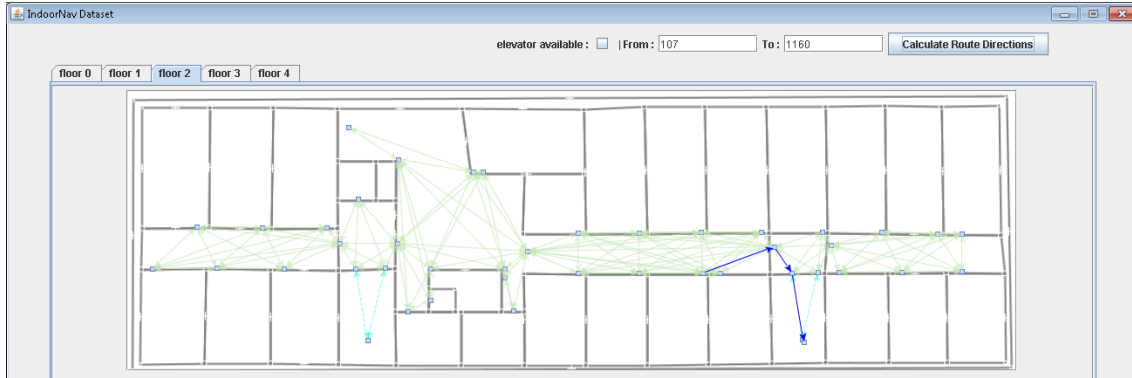 IndoorNav Dataset
elevator available : | From : 107 To : 1160 Calculate Route Directions
floor 0 floor 1 floor 2 floor 3 floor 4